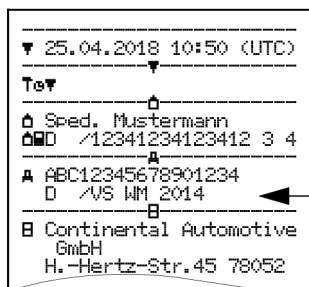 ▼ 25.04.2018 10:50 (UTC)
T⊙▼
Sped. Mustermann
D /12341234123412 3 4
ABC12345678901234
D /VS WM 2014
Continental Automotive
GmbH
H.-Hertz-Str.45 78052